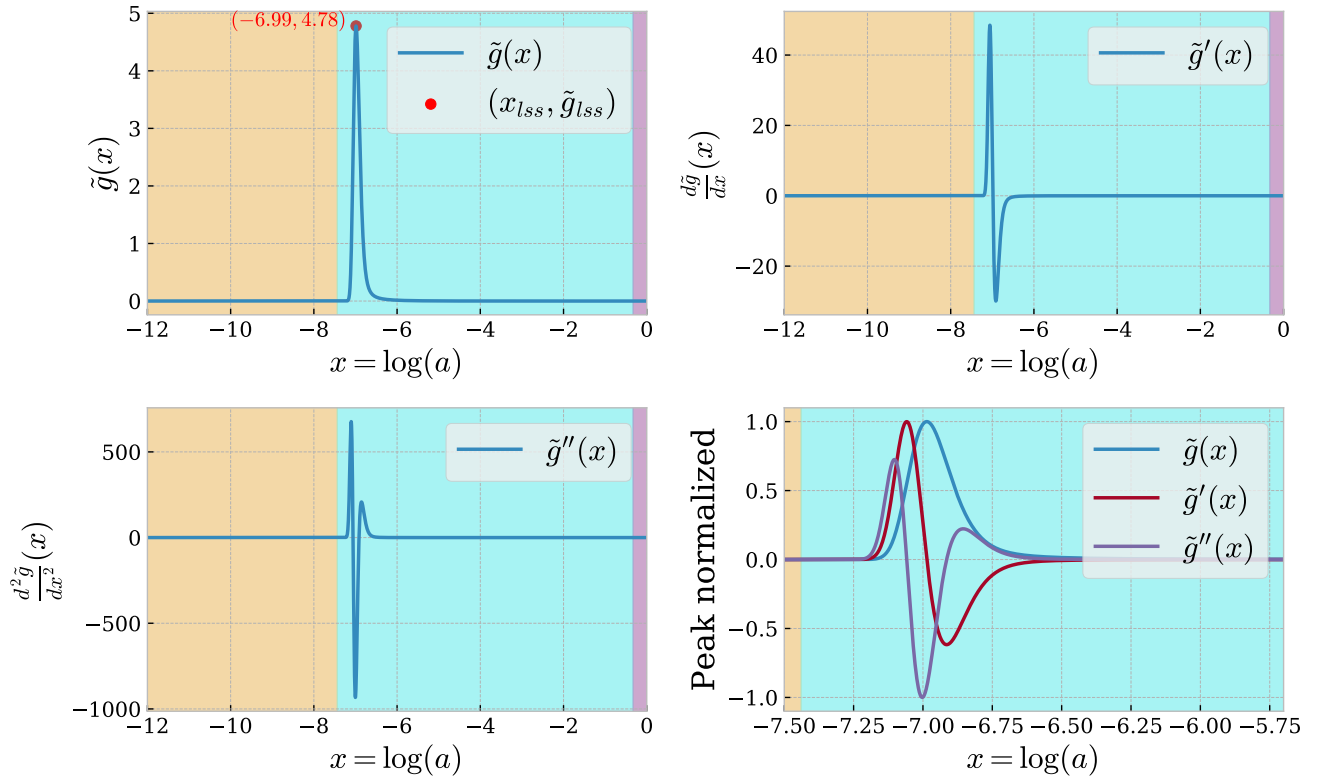 (−6.99, 4.78)
g̃(x)
(x_lss, g̃_lss)
5
4
3
2
1
0
g̃(x)
−12 −10 −8 −6 −4 −2 0
x = log(a)
g̃′(x)
40
20
0
−20
dg̃/dx (x)
−12 −10 −8 −6 −4 −2 0
x = log(a)
g̃″(x)
500
0
−500
−1000
d²g̃/dx² (x)
−12 −10 −8 −6 −4 −2 0
x = log(a)
g̃(x)
g̃′(x)
g̃″(x)
1.0
0.5
0.0
−0.5
−1.0
Peak normalized
−7.50 −7.25 −7.00 −6.75 −6.50 −6.25 −6.00 −5.75
x = log(a)